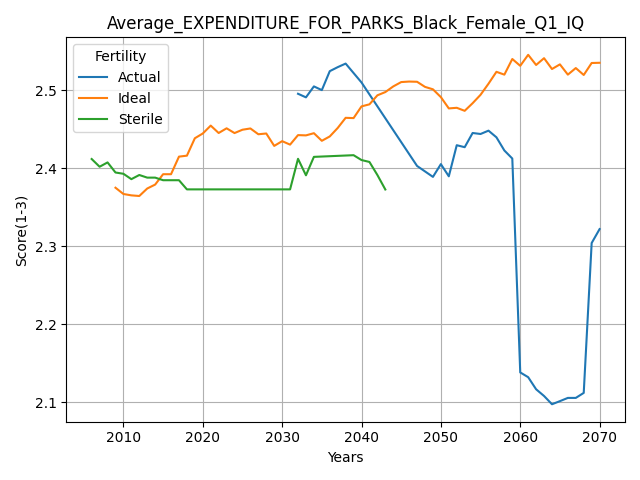 Average_EXPENDITURE_FOR_PARKS_Black_Female_Q1_IQ
Fertility
Actual
Ideal
Sterile
Score(1-3)
2.5
2.4
2.3
2.2
2.1
2010 2020 2030 2040 2050 2060 2070
Years